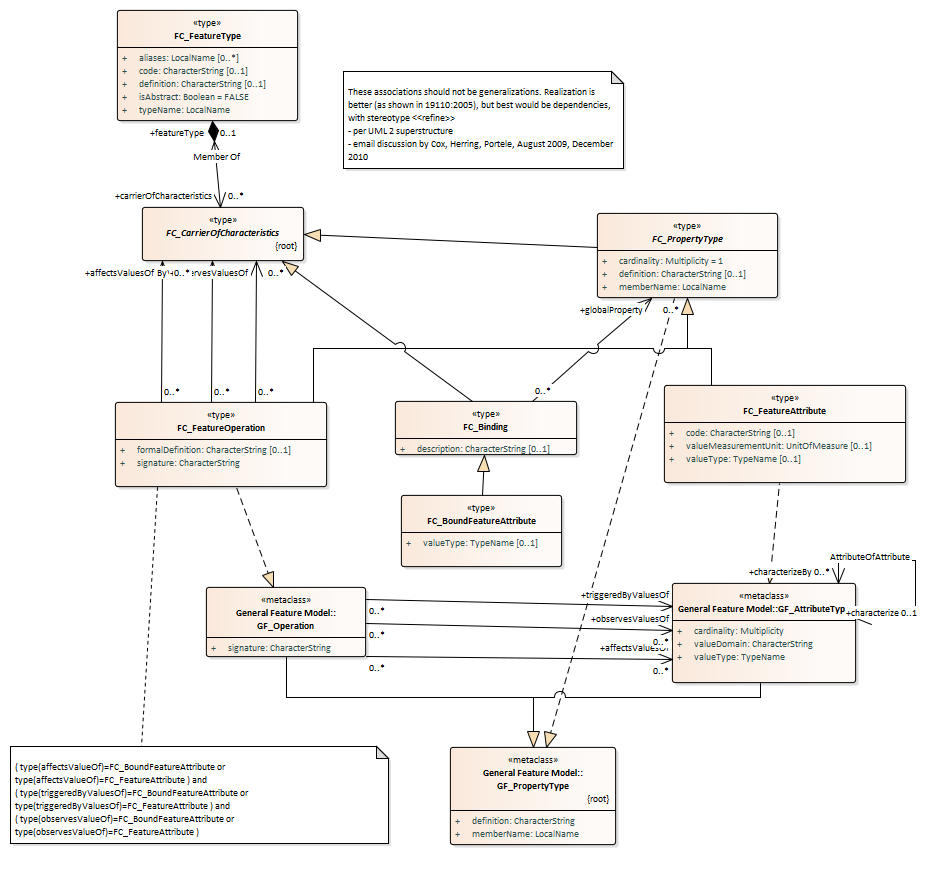 «type»
FC_FeatureType
+ aliases: LocalName [0..*]
+ code: CharacterString [0..1]
+ definition: CharacterString [0..1]
+ isAbstract: Boolean = FALSE
+ typeName: LocalName
These associations should not be generalizations. Realization is
better (as shown in 19110:2005), but best would be dependencies,
with stereotype <<refine>>
- per UML 2 superstructure
- email discussion by Cox, Herring, Portele, August 2009, December
2010
+featureType 0..1
Member Of
+carrierOfCharacteristics 0..*
«type»
FC_CarrierOfCharacteristics
{root}
«type»
FC_PropertyType
+ cardinality: Multiplicity = 1
+ definition: CharacterString [0..1]
+ memberName: LocalName
+affectsValuesOf By 0..* rvesValuesOf 0..*
+globalProperty 0..*
0..* 0..* 0..*
0..*
«type»
FC_FeatureOperation
+ formalDefinition: CharacterString [0..1]
+ signature: CharacterString
«type»
FC_Binding
+ description: CharacterString [0..1]
«type»
FC_FeatureAttribute
+ code: CharacterString [0..1]
+ valueMeasurementUnit: UnitOfMeasure [0..1]
+ valueType: TypeName [0..1]
«type»
FC_BoundFeatureAttribute
+ valueType: TypeName [0..1]
AttributeOfAttribute
+characterizeBy 0..*
+characterize 0..1
«metaclass»
General Feature Model::
GF_Operation
+ signature: CharacterString
0..*
+triggeredByValuesOf
0..*
+observesValuesOf
0..*
0..*
+affectsValuesOf
0..*
«metaclass»
General Feature Model::GF_AttributeTyp
+ cardinality: Multiplicity
+ valueDomain: CharacterString
+ valueType: TypeName
«metaclass»
General Feature Model::
GF_PropertyType
{root}
+ definition: CharacterString
+ memberName: LocalName
( type(affectsValueOf)=FC_BoundFeatureAttribute or
type(affectsValueOf)=FC_FeatureAttribute ) and
( type(triggeredByValuesOf)=FC_BoundFeatureAttribute or
type(triggeredByValuesOf)=FC_FeatureAttribute ) and
( type(observesValueOf)=FC_BoundFeatureAttribute or
type(observesValueOf)=FC_FeatureAttribute )